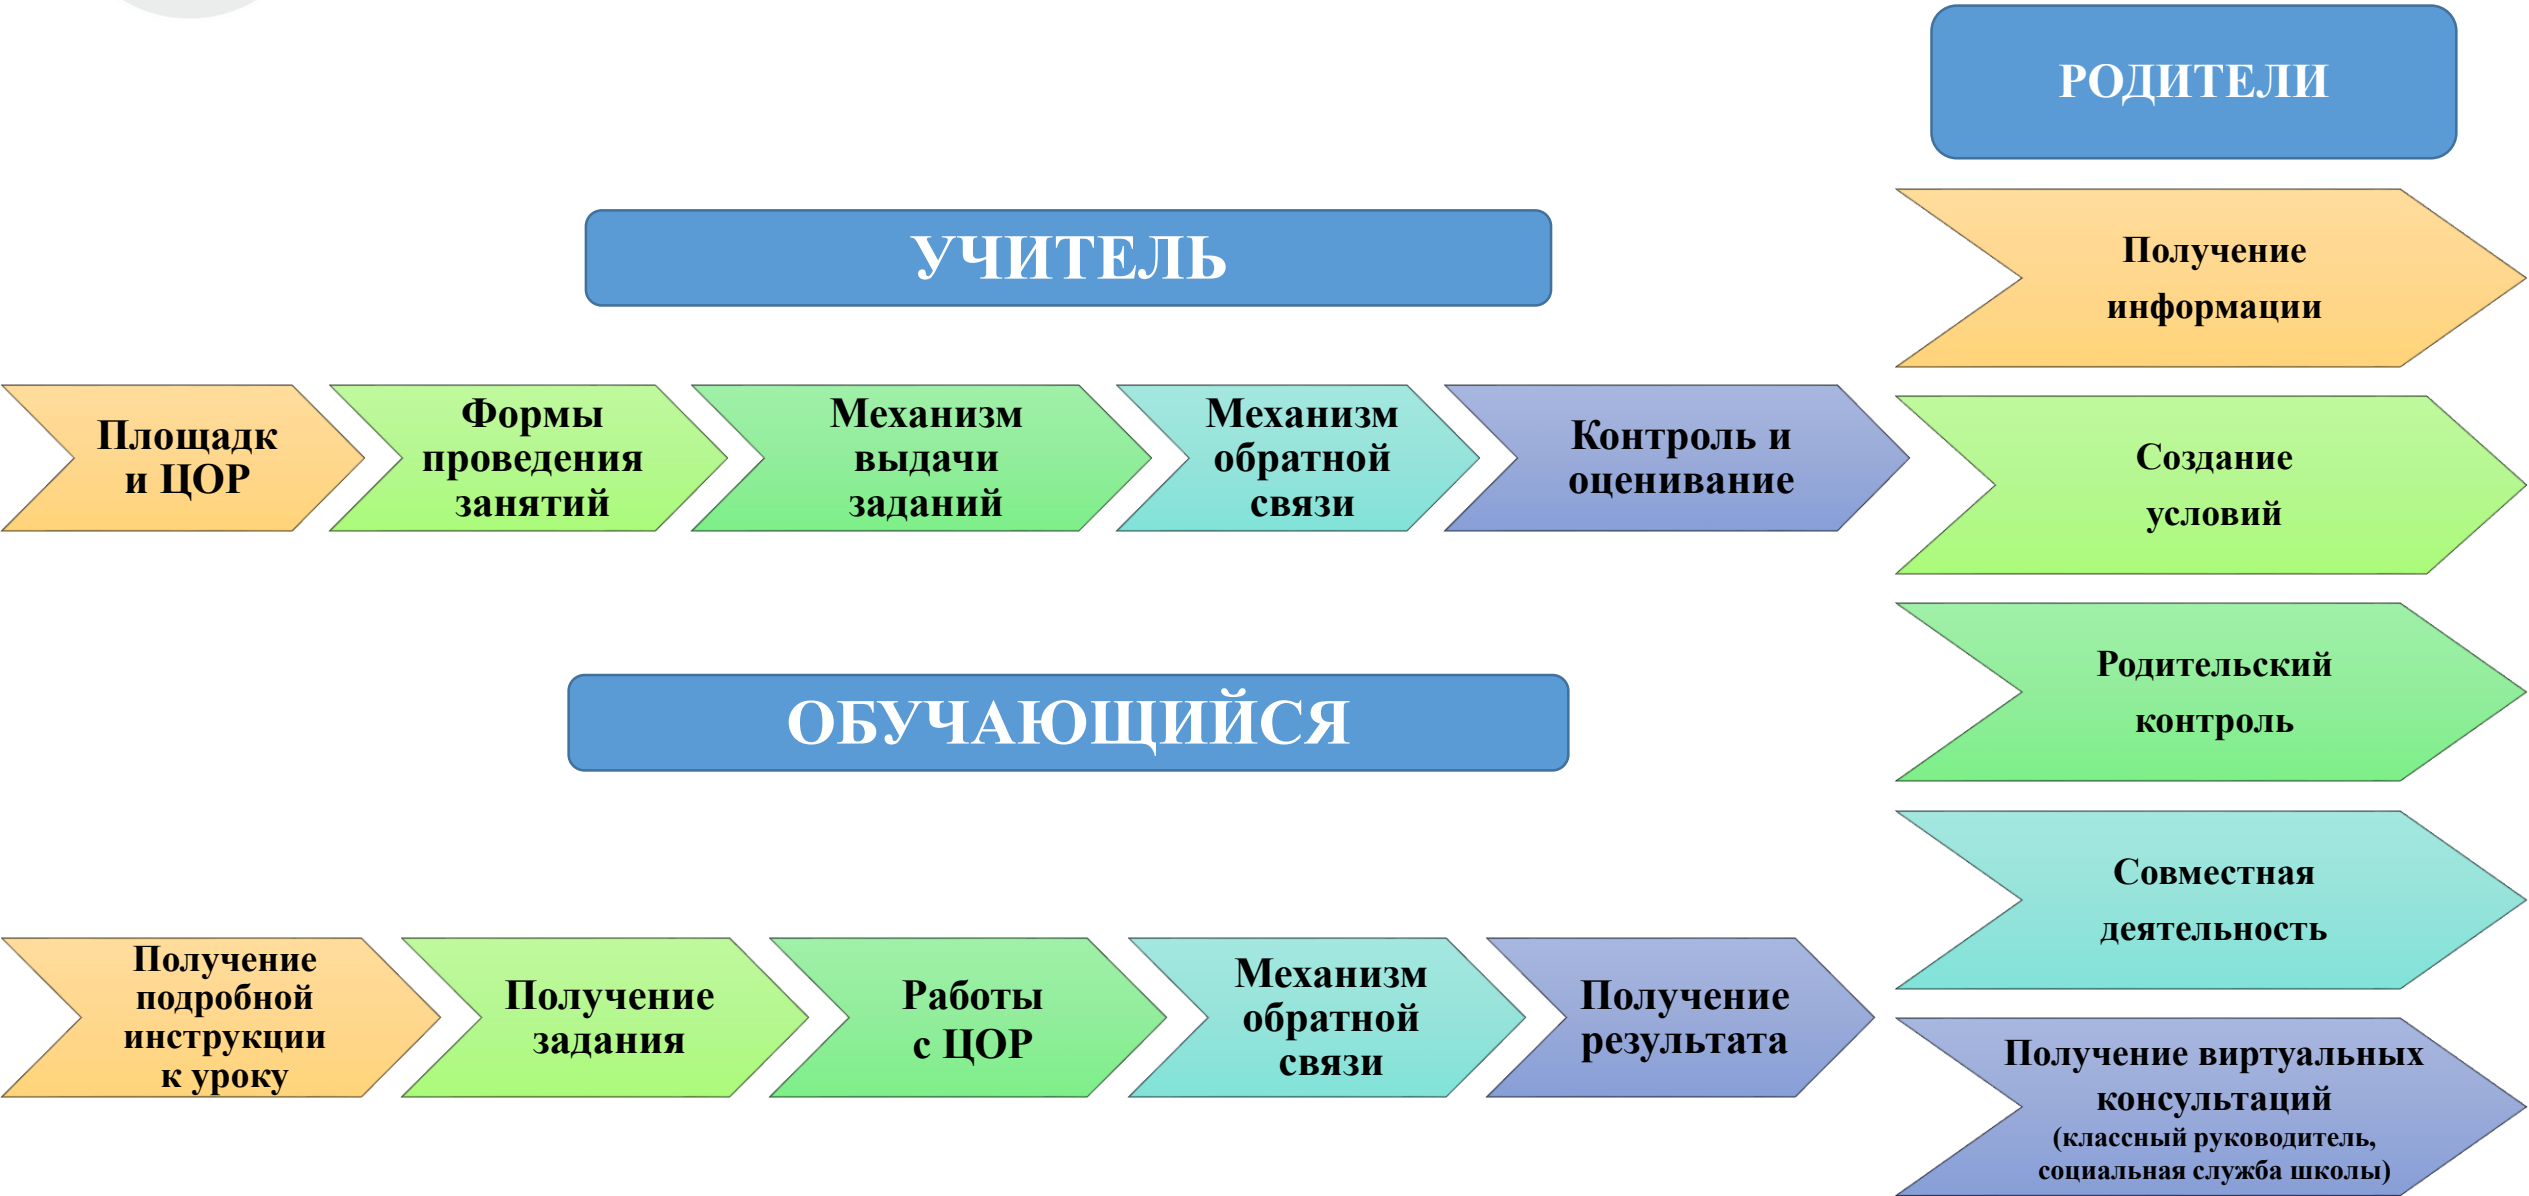 УЧИТЕЛЬ
Площадк
и ЦОР
Формы
проведения
занятий
Механизм
выдачи
заданий
Механизм
обратной
связи
Контроль и
оценивание
ОБУЧАЮЩИЙСЯ
Получение
подробной
инструкции
к уроку
Получение
задания
Работы
с ЦОР
Механизм
обратной
связи
Получение
результата
РОДИТЕЛИ
Получение
информации
Создание
условий
Родительский
контроль
Совместная
деятельность
Получение виртуальных
консультаций
(классный руководитель,
социальная служба школы)